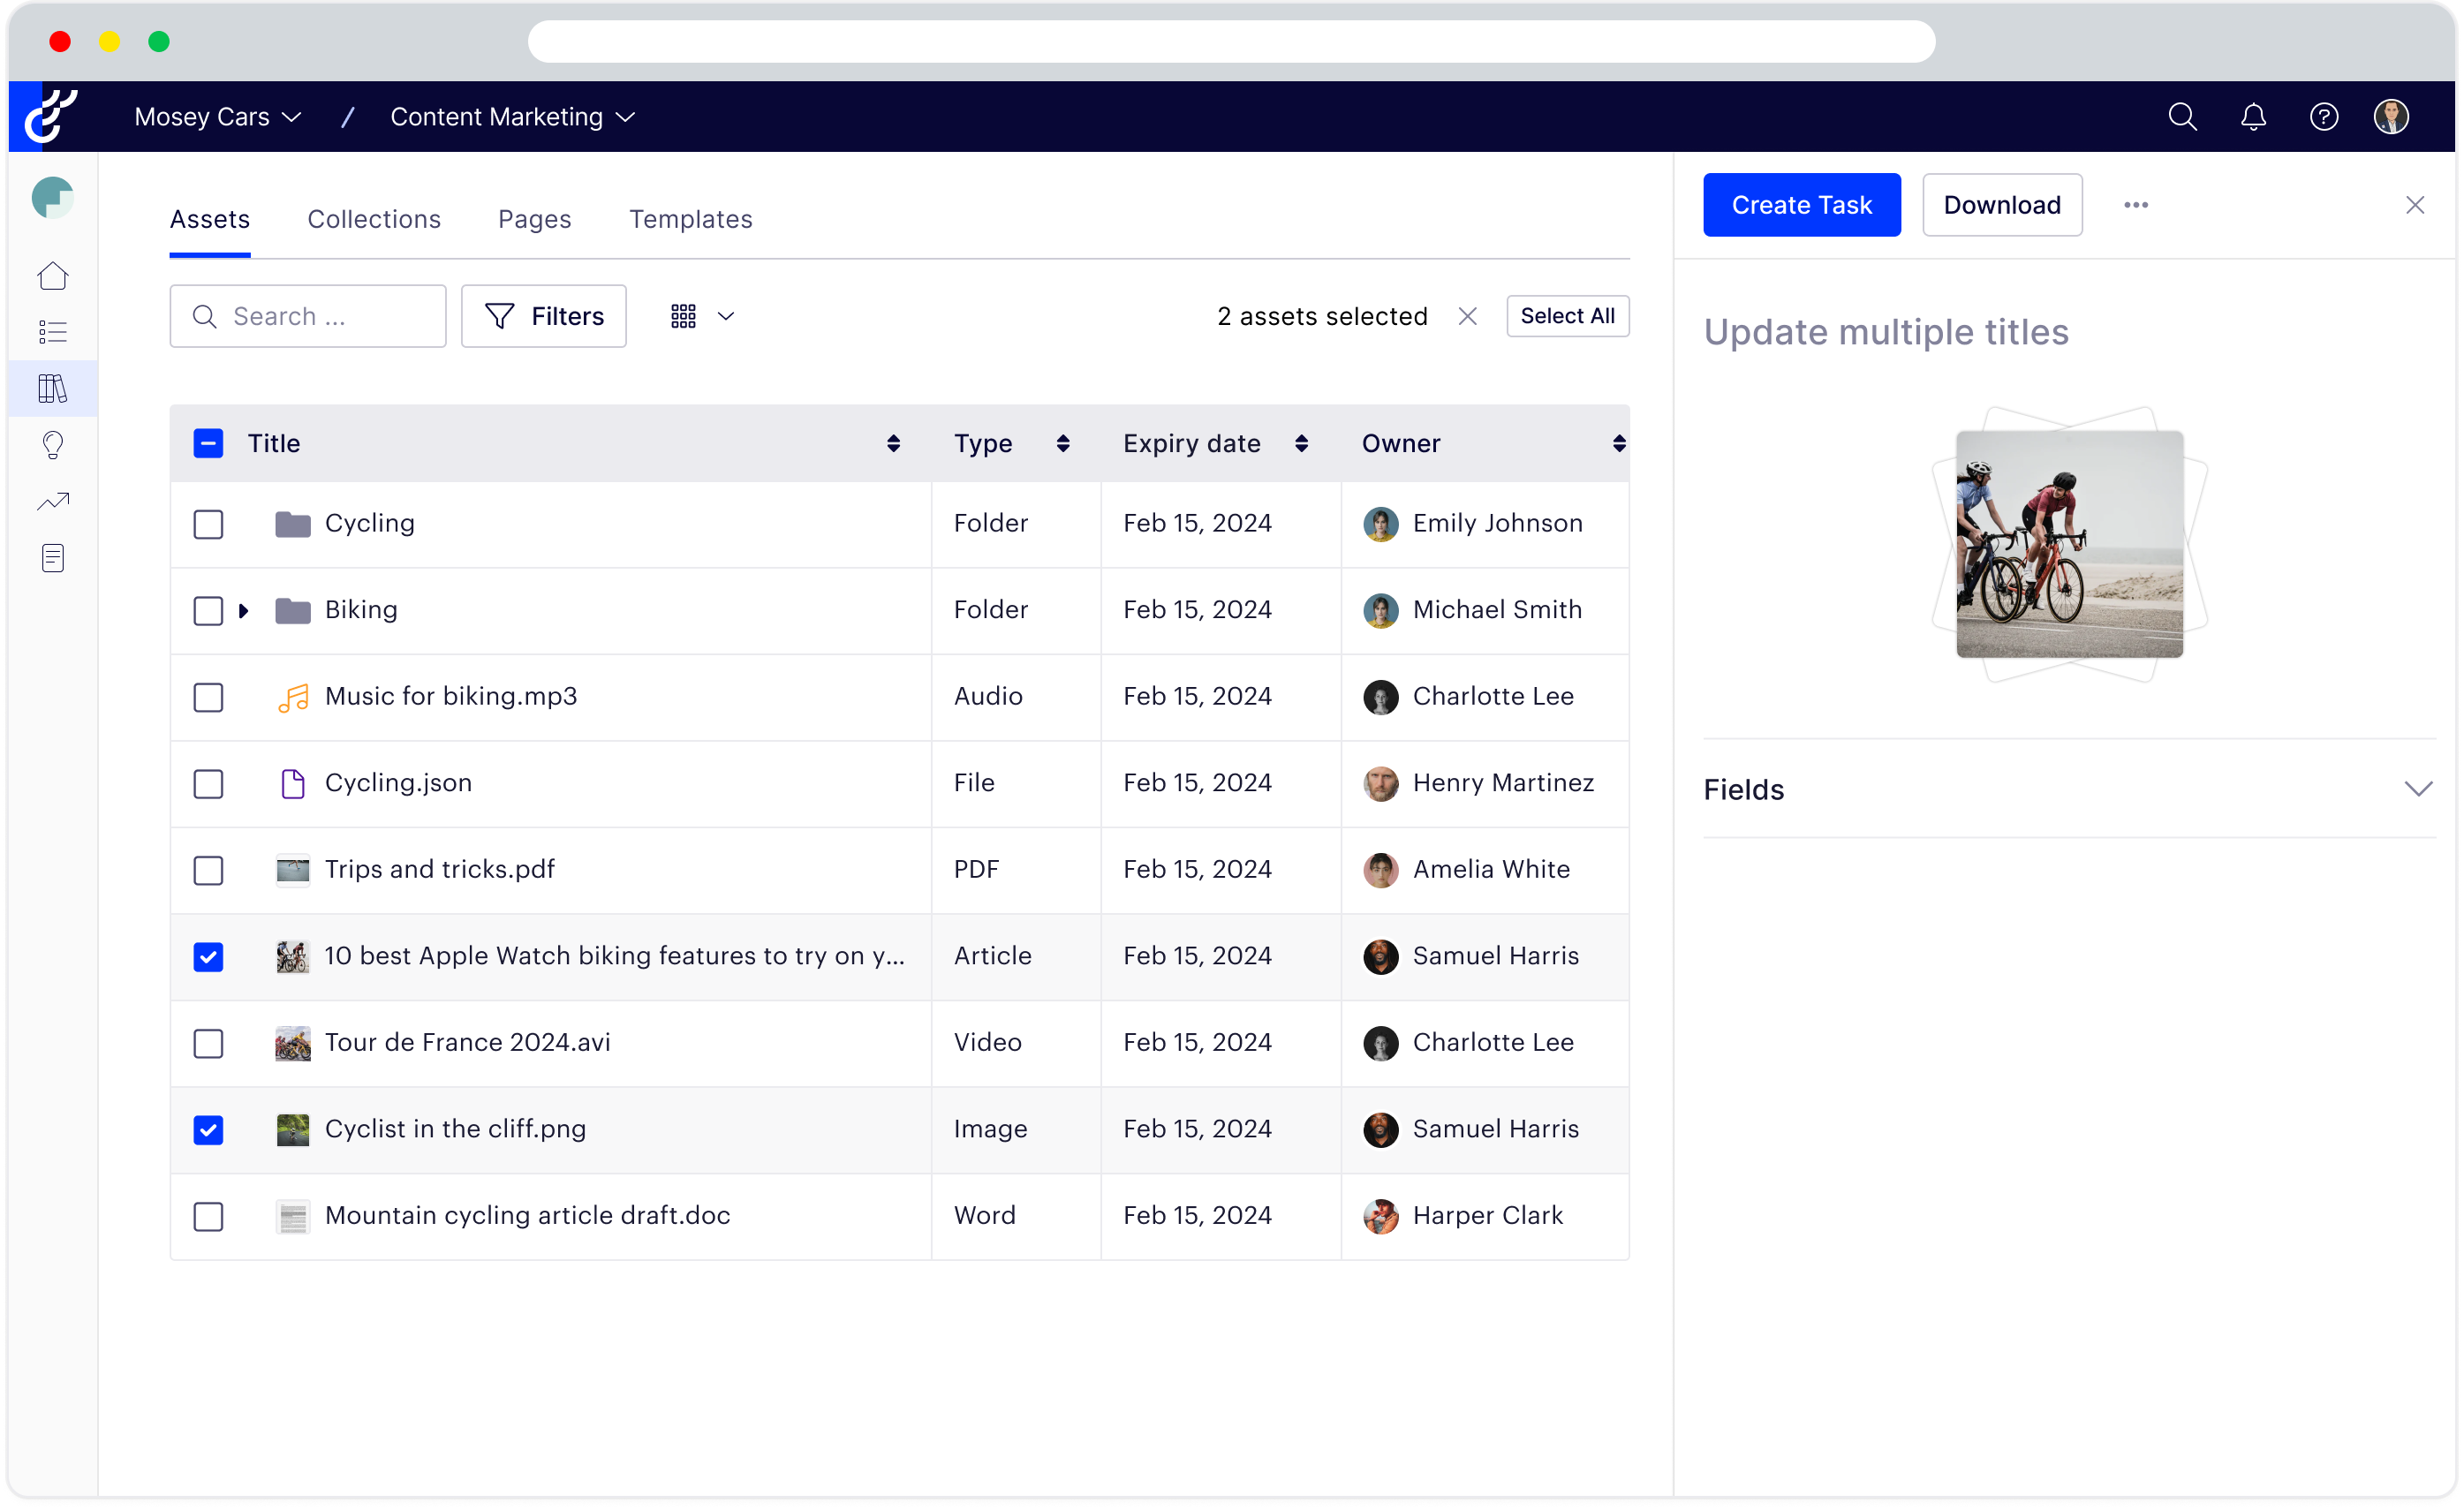 Mosey Cars / Content Marketing
Assets Collections Pages Templates
Create Task Download
Search ... Filters 2 assets selected Select All
Update multiple titles
Title Type Expiry date Owner
Cycling Folder Feb 15, 2024 Emily Johnson
Biking Folder Feb 15, 2024 Michael Smith
Music for biking.mp3 Audio Feb 15, 2024 Charlotte Lee
Cycling.json File Feb 15, 2024 Henry Martinez
Trips and tricks.pdf PDF Feb 15, 2024 Amelia White
10 best Apple Watch biking features to try on y... Article Feb 15, 2024 Samuel Harris
Tour de France 2024.avi Video Feb 15, 2024 Charlotte Lee
Cyclist in the cliff.png Image Feb 15, 2024 Samuel Harris
Mountain cycling article draft.doc Word Feb 15, 2024 Harper Clark
Fields